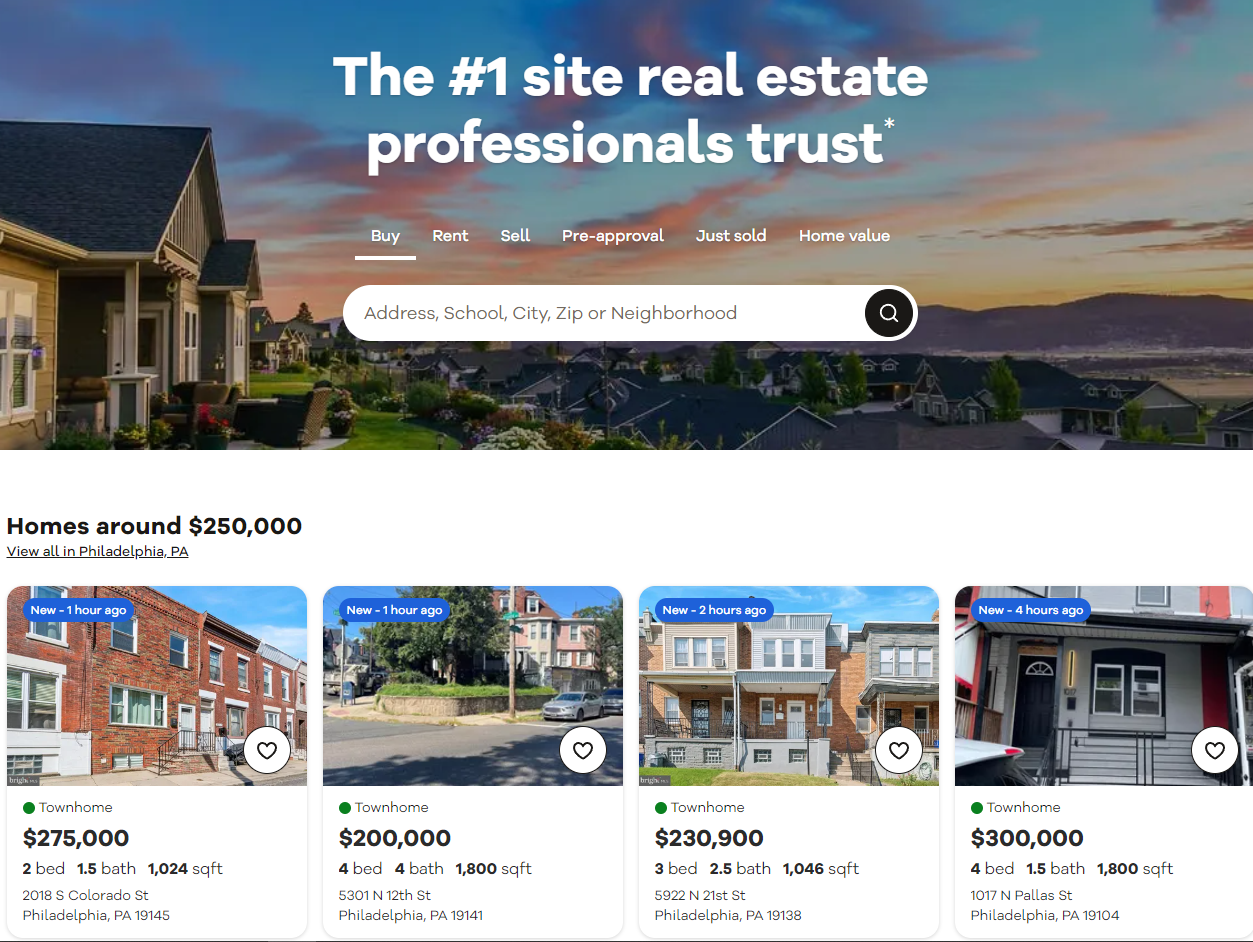 The #1 site real estate
professionals trust*
Buy Rent Sell Pre-approval Just sold Home value
Address, School, City, Zip or Neighborhood
Homes around $250,000
View all in Philadelphia, PA
New - 1 hour ago
bright MLS
Townhome
$275,000
2 bed 1.5 bath 1,024 sqft
2018 S Colorado St
Philadelphia, PA 19145
New - 1 hour ago
Townhome
$200,000
4 bed 4 bath 1,800 sqft
5301 N 12th St
Philadelphia, PA 19141
New - 2 hours ago
bright MLS
Townhome
$230,900
3 bed 2.5 bath 1,046 sqft
5922 N 21st St
Philadelphia, PA 19138
New - 4 hours ago
Townhome
$300,000
4 bed 1.5 bath 1,800 sqft
1017 N Pallas St
Philadelphia, PA 19104